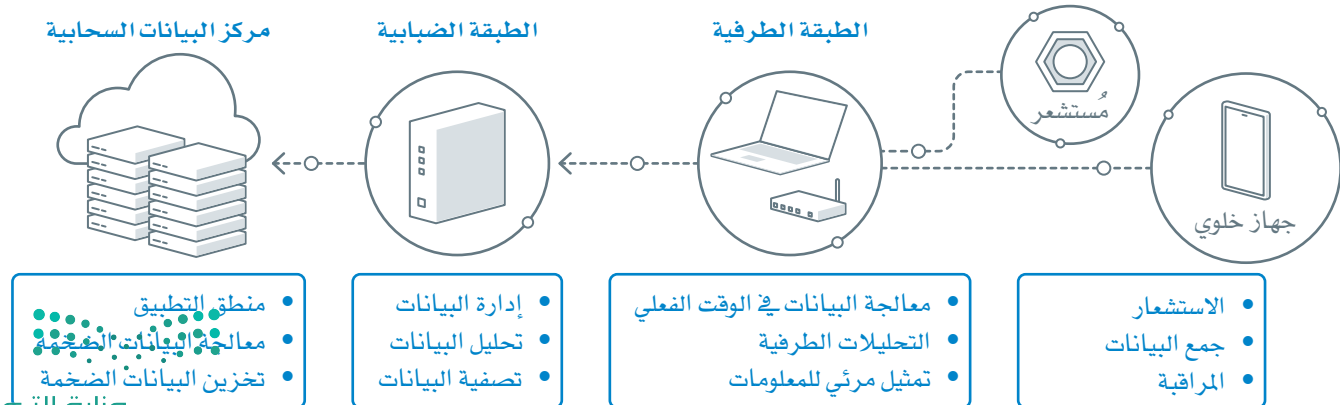 الطبقة الطرفية
الطبقة الضبابية
مركز البيانات السحابية
مُستشعر
جهاز خلوي
• الاستشعار
• جمع البيانات
• المراقبة
• معالجة البيانات في الوقت الفعلي
• التحليلات الطرفية
• تمثيل مرئي للمعلومات
• إدارة البيانات
• تحليل البيانات
• تصفية البيانات
• منطق التطبيق
• معالجة البيانات الضخمة
• تخزين البيانات الضخمة